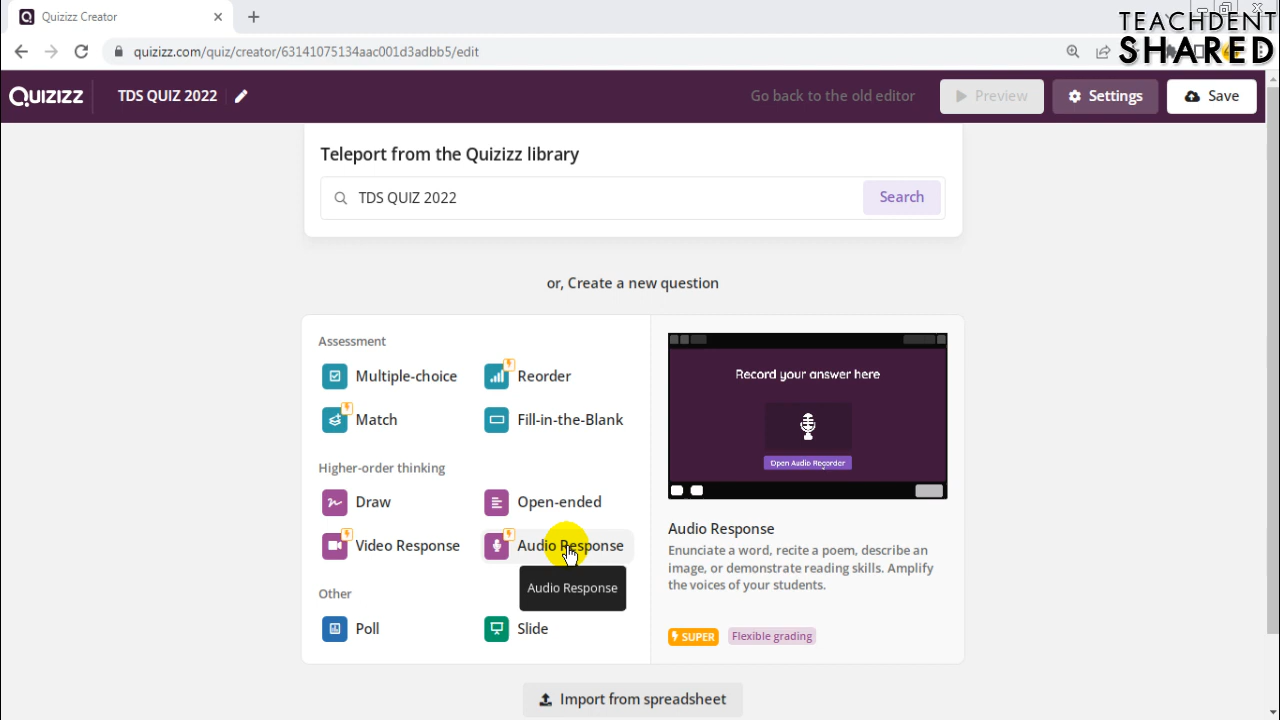 Quizizz Creator
TEACHDENT
SHARED
quizizz.com/quiz/creator/63141075134aac001d3adbb5/edit
QUIZIZZ
TDS QUIZ 2022
Go back to the old editor
Preview
Settings
Save
Teleport from the Quizizz library
TDS QUIZ 2022
Search
or, Create a new question
Assessment
Multiple-choice
Reorder
Match
Fill-in-the-Blank
Higher-order thinking
Draw
Open-ended
Video Response
Audio Response
Audio Response
Other
Poll
Slide
Record your answer here
Open Audio Recorder
Audio Response
Enunciate a word, recite a poem, describe an
image, or demonstrate reading skills. Amplify
the voices of your students.
SUPER
Flexible grading
Import from spreadsheet